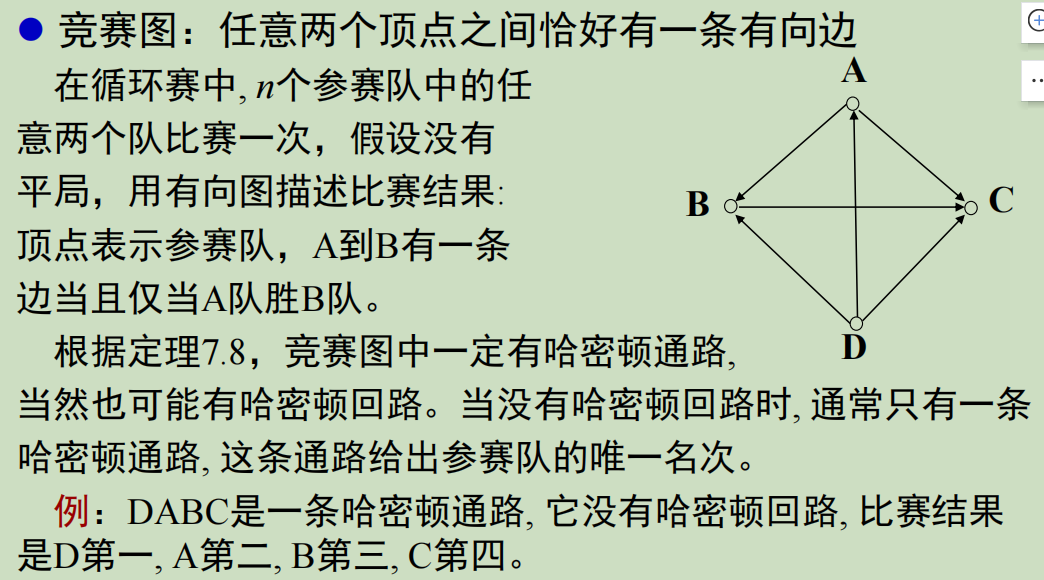 ● 竞赛图：任意两个顶点之间恰好有一条有向边
在循环赛中, n个参赛队中的任
意两个队比赛一次，假设没有
平局，用有向图描述比赛结果:
顶点表示参赛队，A到B有一条
边当且仅当A队胜B队。
A
B
C
D
根据定理7.8，竞赛图中一定有哈密顿通路,
当然也可能有哈密顿回路。当没有哈密顿回路时, 通常只有一条
哈密顿通路, 这条通路给出参赛队的唯一名次。
例：DABC是一条哈密顿通路, 它没有哈密顿回路, 比赛结果
是D第一, A第二, B第三, C第四。